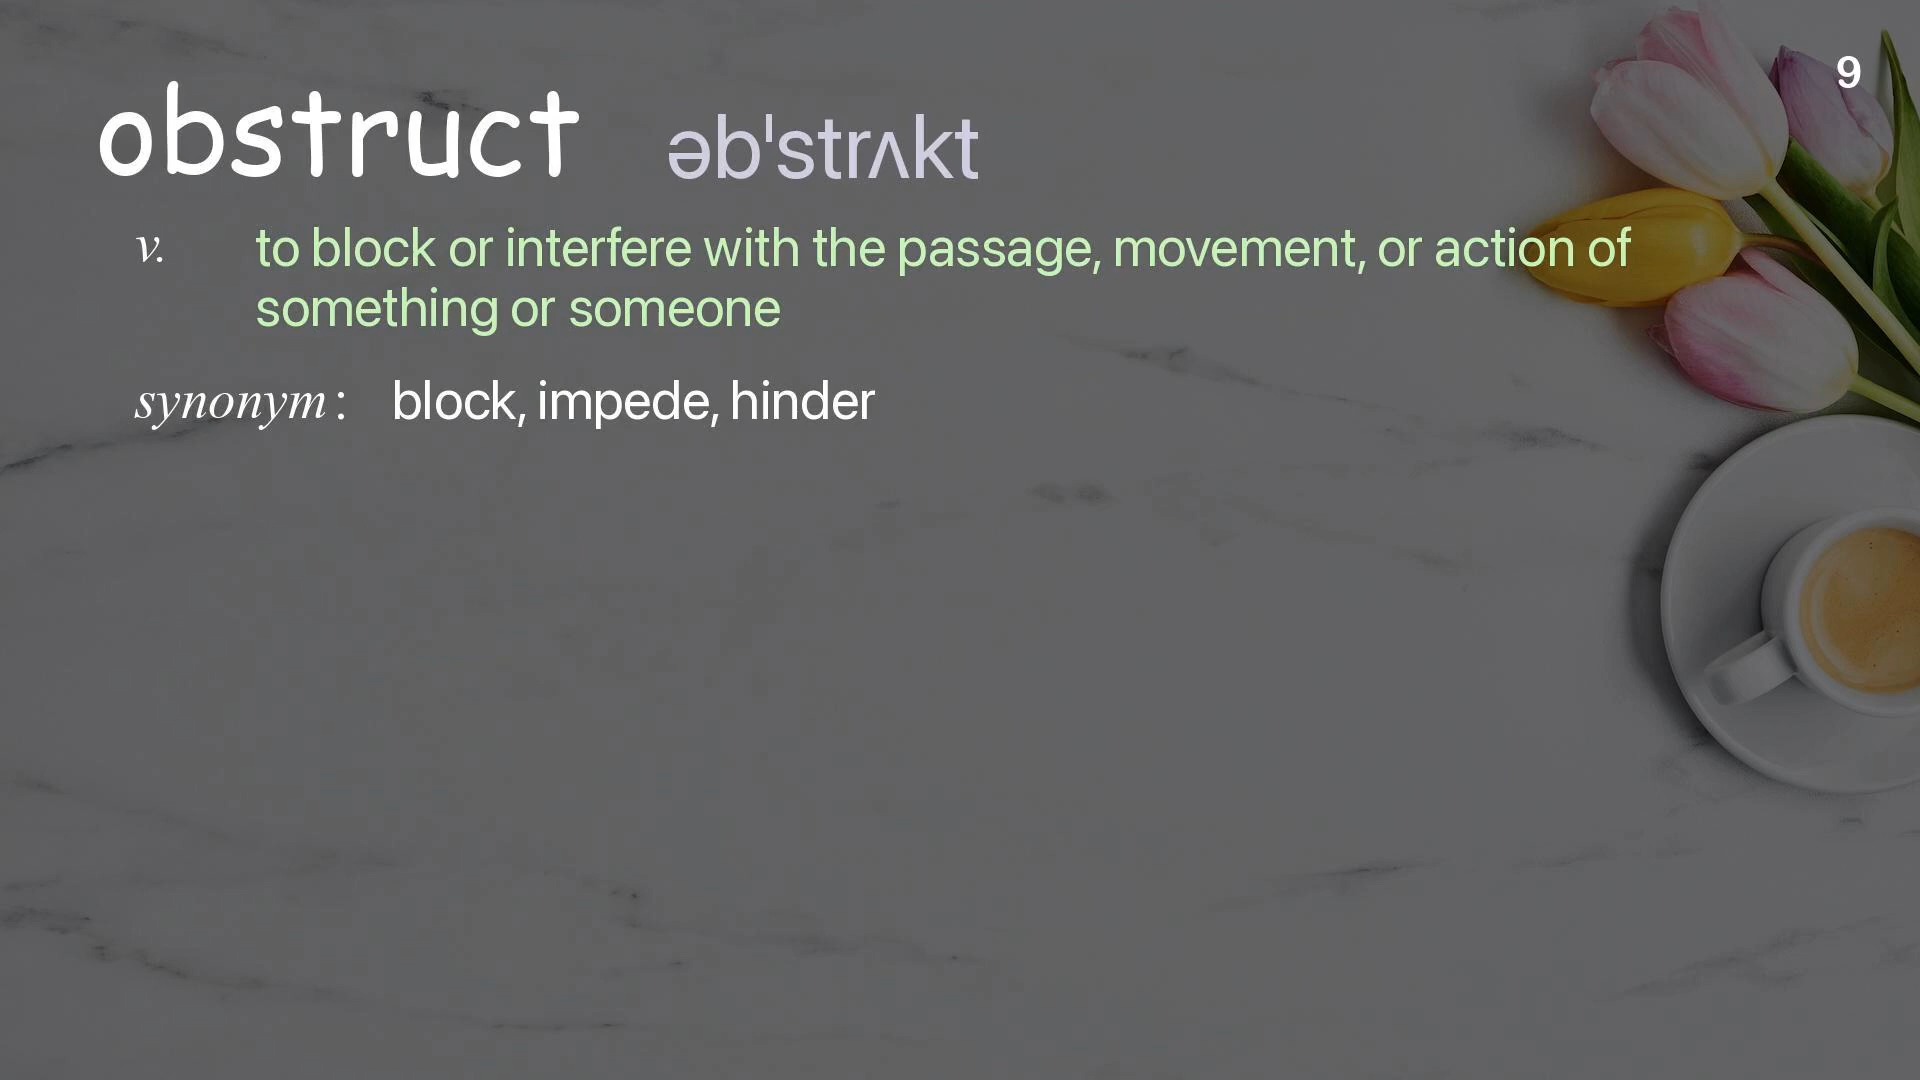 9
obstruct əbˈstrʌkt
v. to block or interfere with the passage, movement, or action of
something or someone
synonym : block, impede, hinder